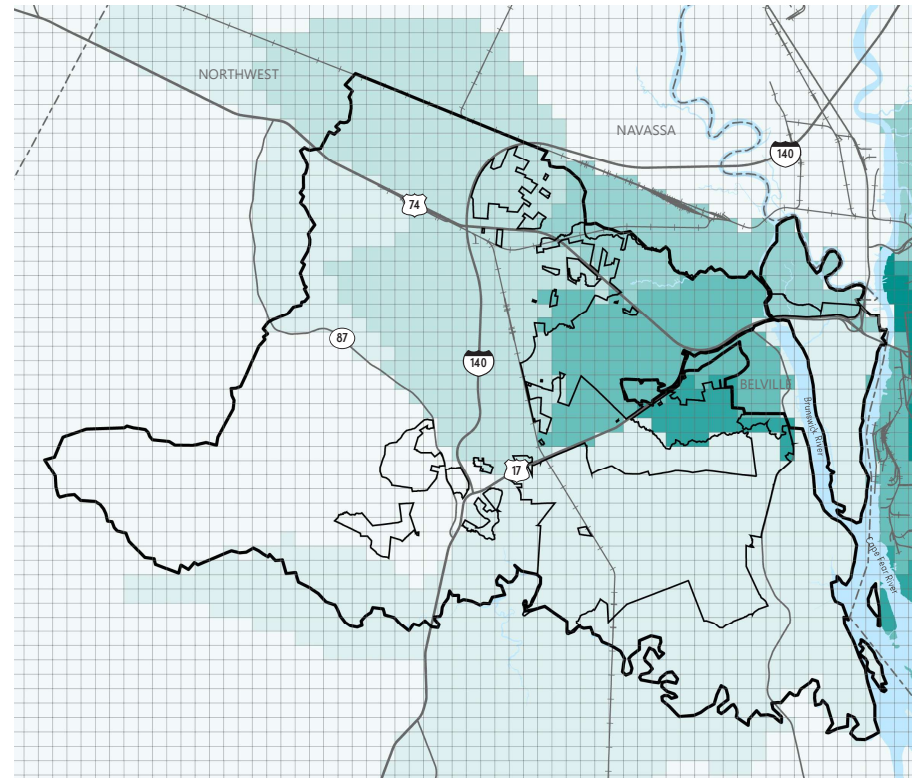 NORTHWEST
NAVASSA
140
74
87
140
BELVILLE
Brunswick River
17
Cape Fear River